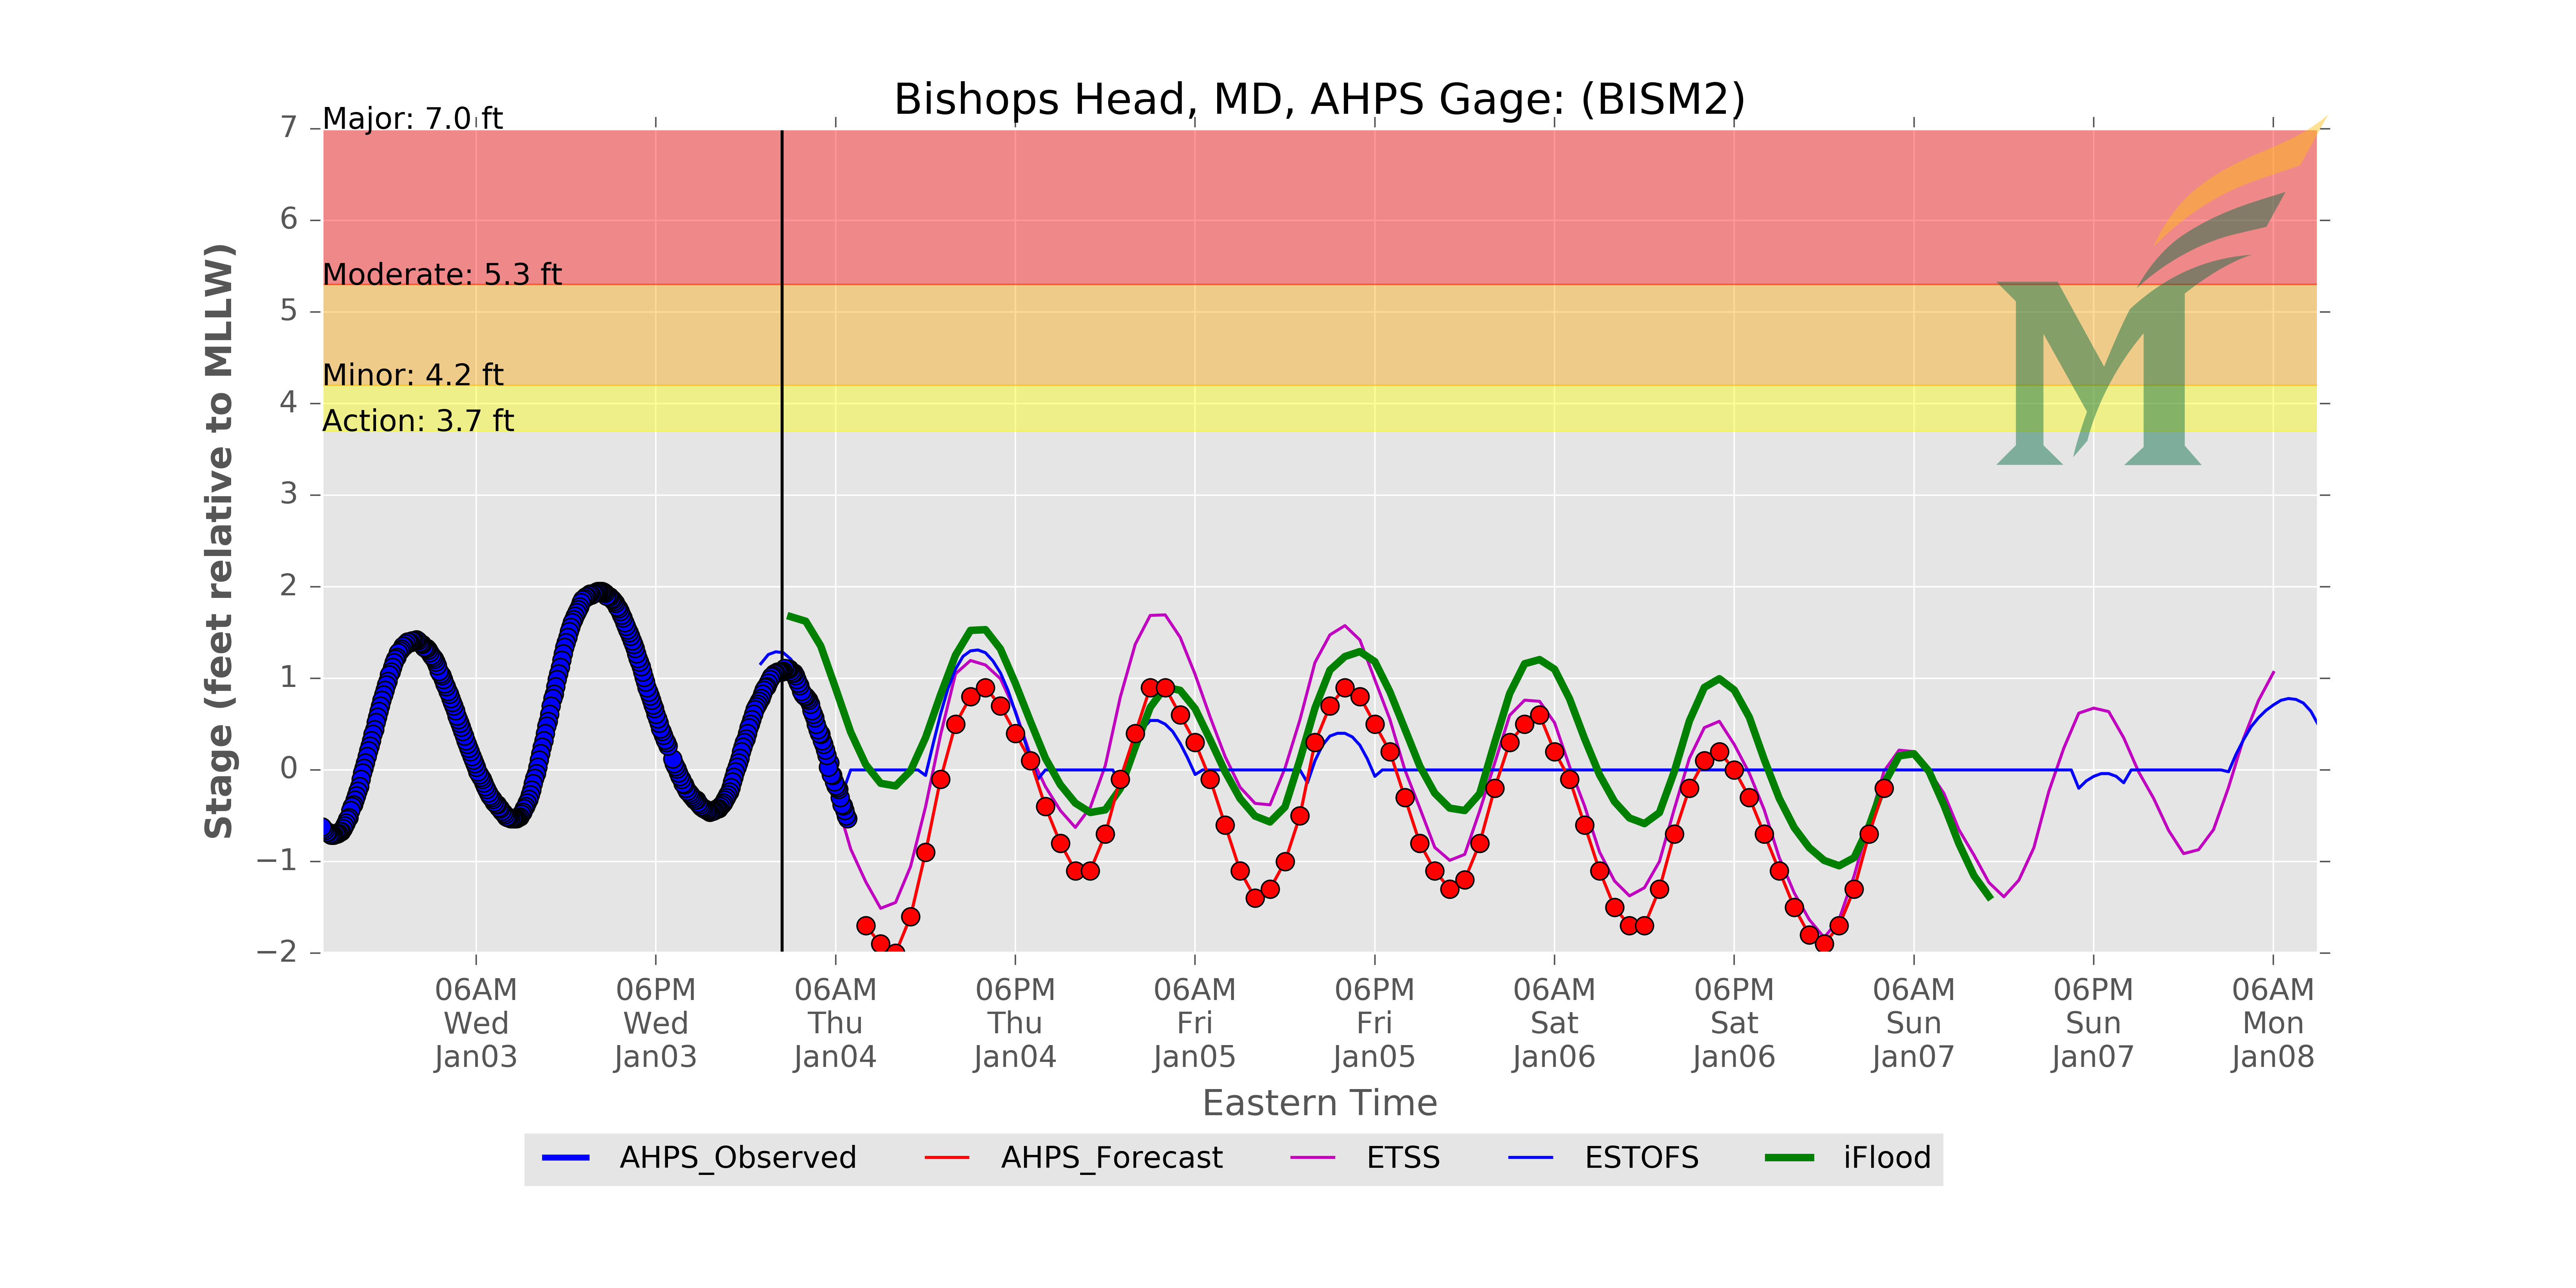 Bishops Head, MD, AHPS Gage: (BISM2)
Major: 7.0 ft
Moderate: 5.3 ft
Minor: 4.2 ft
Action: 3.7 ft
Stage (feet relative to MLLW)
7
6
5
4
3
2
1
0
−1
−2
06AM
Wed
Jan03
06PM
Wed
Jan03
06AM
Thu
Jan04
06PM
Thu
Jan04
06AM
Fri
Jan05
06PM
Fri
Jan05
06AM
Sat
Jan06
06PM
Sat
Jan06
06AM
Sun
Jan07
06PM
Sun
Jan07
06AM
Mon
Jan08
Eastern Time
AHPS_Observed
AHPS_Forecast
ETSS
ESTOFS
iFlood
M